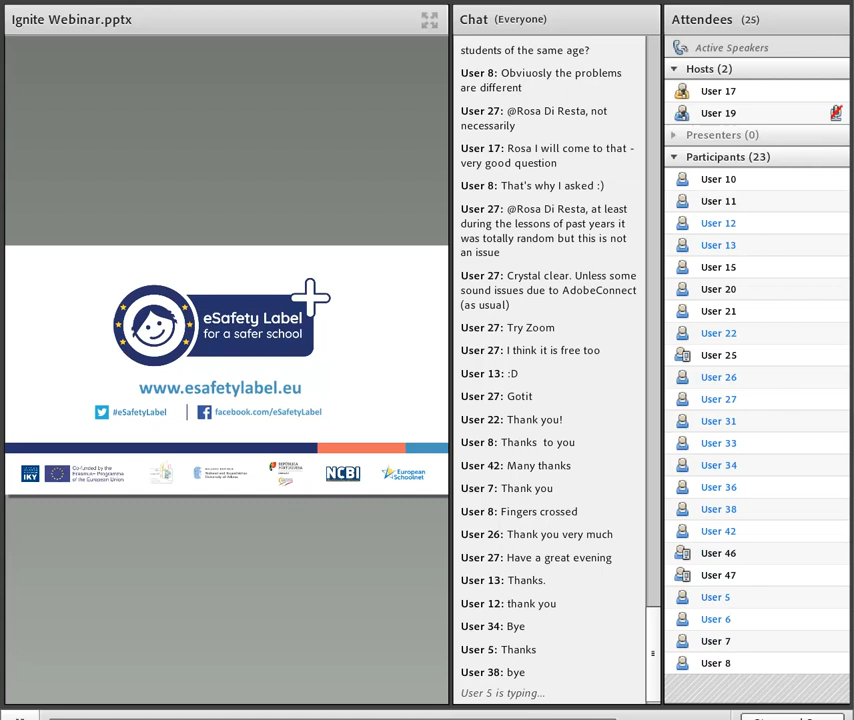 Ignite Webinar.pptx
eSafety Label
for a safer school
www.esafetylabel.eu
#eSafetyLabel
facebook.com/eSafetyLabel
IKY
Co-funded by the
Erasmus+ Programme
of the European Union
NCBI
European
Schoolnet
Chat (Everyone)
students of the same age?
User 8: Obviuosly the problems
are different
User 27: @Rosa Di Resta, not
necessarily
User 17: Rosa I will come to that -
very good question
User 8: That's why I asked :)
User 27: @Rosa Di Resta, at least
during the lessons of past years it
was totally random but this is not
an issue
User 27: Crystal clear. Unless some
sound issues due to AdobeConnect
(as usual)
User 27: Try Zoom
User 27: I think it is free too
User 13: :D
User 27: Gotit
User 22: Thank you!
User 8: Thanks to you
User 42: Many thanks
User 7: Thank you
User 8: Fingers crossed
User 26: Thank you very much
User 27: Have a great evening
User 13: Thanks.
User 12: thank you
User 34: Bye
User 5: Thanks
User 38: bye
User 5 is typing...
Attendees (25)
Active Speakers
Hosts (2)
User 17
User 19
Presenters (0)
Participants (23)
User 10
User 11
User 12
User 13
User 15
User 20
User 21
User 22
User 25
User 26
User 27
User 31
User 33
User 34
User 36
User 38
User 42
User 46
User 47
User 5
User 6
User 7
User 8